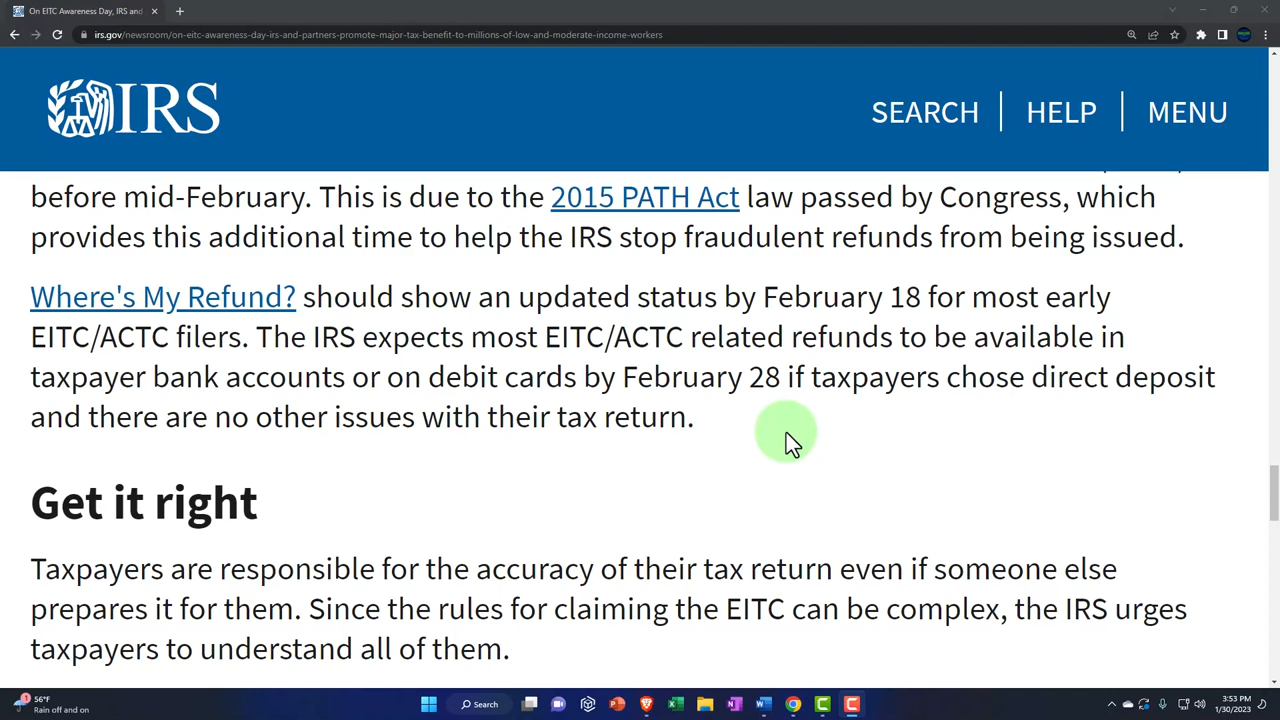 On EITC Awareness Day, IRS and
irs.gov/newsroom/on-eitc-awareness-day-irs-and-partners-promote-major-tax-benefit-to-millions-of-low-and-moderate-income-workers
IRS
SEARCH HELP MENU
before mid-February. This is due to the 2015 PATH Act law passed by Congress, which
provides this additional time to help the IRS stop fraudulent refunds from being issued.
Where's My Refund? should show an updated status by February 18 for most early
EITC/ACTC filers. The IRS expects most EITC/ACTC related refunds to be available in
taxpayer bank accounts or on debit cards by February 28 if taxpayers chose direct deposit
and there are no other issues with their tax return.
Get it right
Taxpayers are responsible for the accuracy of their tax return even if someone else
prepares it for them. Since the rules for claiming the EITC can be complex, the IRS urges
taxpayers to understand all of them.
1
56°F
Rain off and on
Search
3:53 PM
1/30/2023